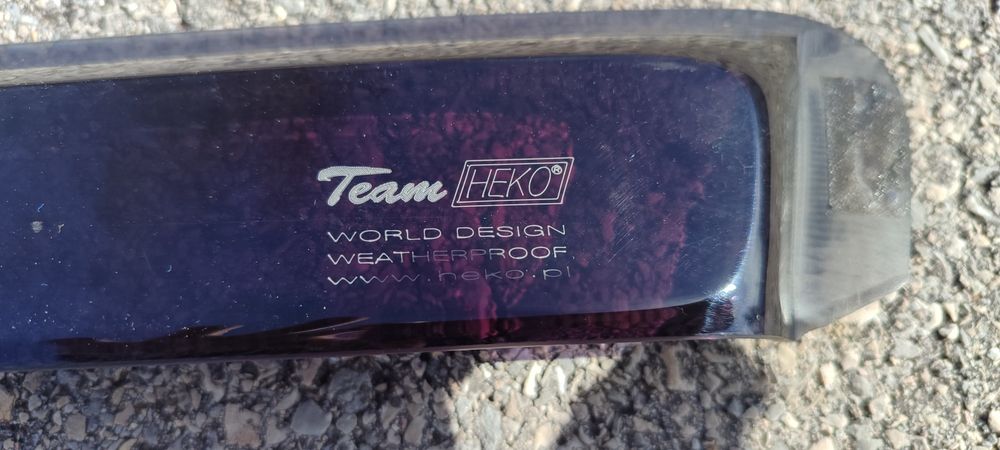 Team HEKO®
WORLD DESIGN
WEATHERPROOF
www.heko.pl